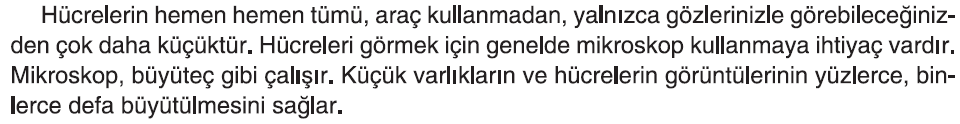 Hücrelerin hemen hemen tümü, araç kullanmadan, yalnızca gözlerinizle görebileceğiniz-
den çok daha küçüktür. Hücreleri görmek için genelde mikroskop kullanmaya ihtiyaç vardır.
Mikroskop, büyüteç gibi çalışır. Küçük varlıkların ve hücrelerin görüntülerinin yüzlerce, bin-
lerce defa büyütülmesini sağlar.